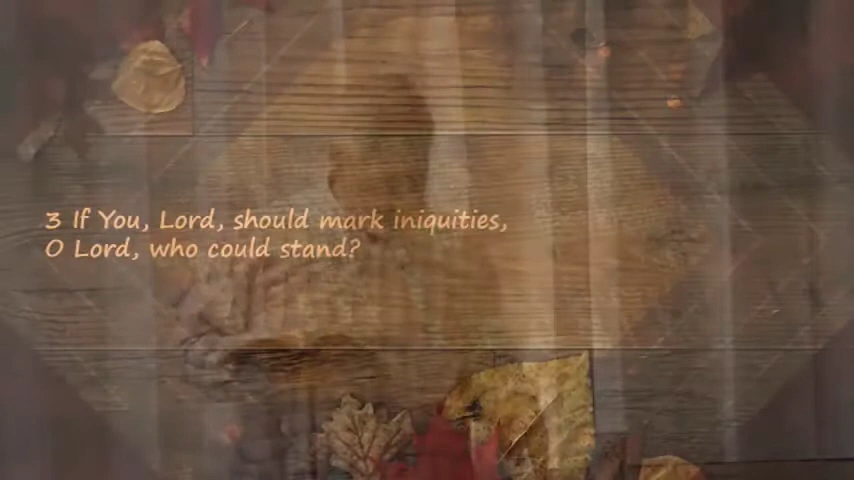 3 If You, Lord, should mark iniquities,
O Lord, who could stand?